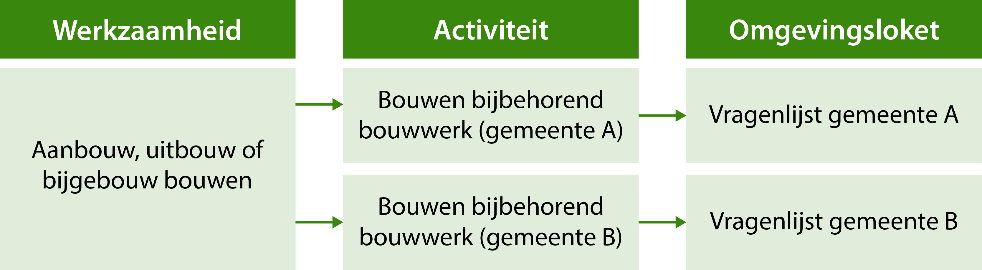 Werkzaamheid
Activiteit
Omgevingsloket
Aanbouw, uitbouw of
bijgebouw bouwen
Bouwen bijbehorend
bouwwerk (gemeente A)
Vragenlijst gemeente A
Bouwen bijbehorend
bouwwerk (gemeente B)
Vragenlijst gemeente B